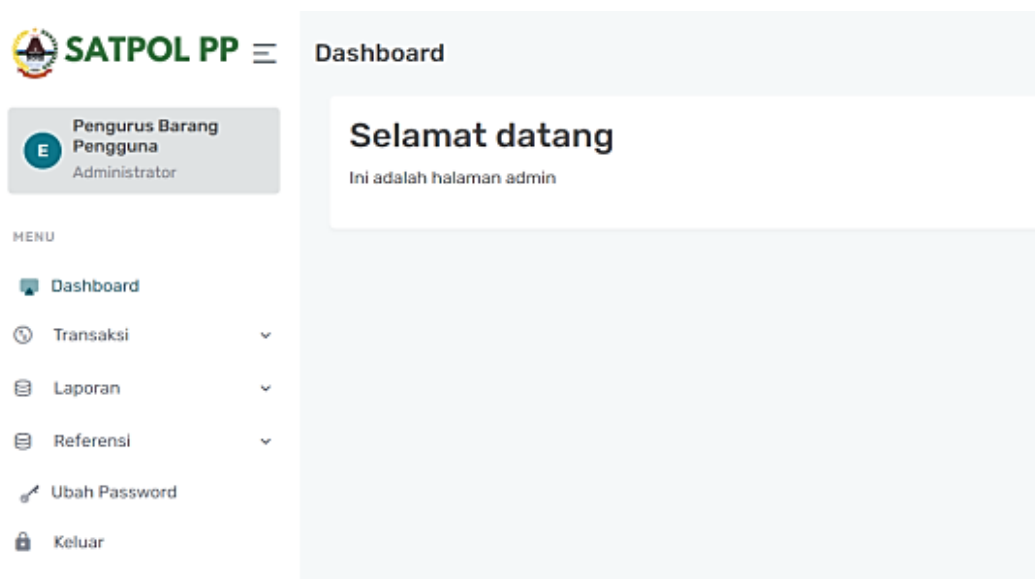 SATPOL PP
Pengurus Barang
Pengguna
Administrator
E
MENU
Dashboard
Transaksi
Laporan
Referensi
Ubah Password
Keluar
Dashboard
Selamat datang
Ini adalah halaman admin